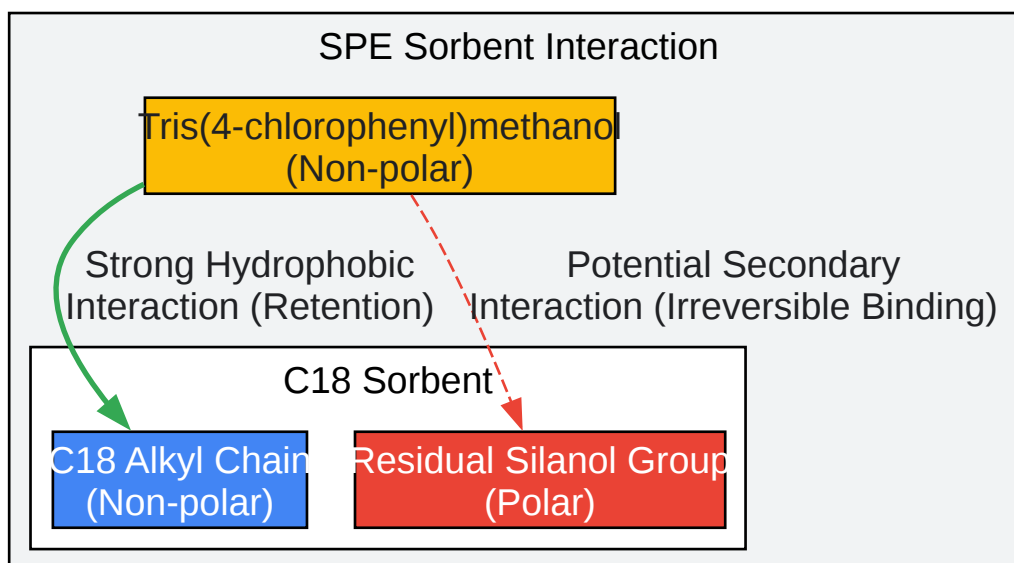 SPE Sorbent Interaction
Tris(4-chlorophenyl)methanol
(Non-polar)
Strong Hydrophobic
Interaction (Retention)
Potential Secondary
Interaction (Irreversible Binding)
C18 Sorbent
C18 Alkyl Chain
(Non-polar)
Residual Silanol Group
(Polar)